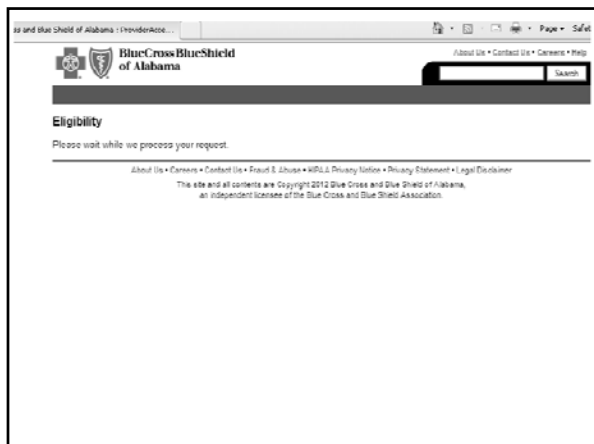 ss and Blue Shield of Alabama : ProviderAcce...
Page Safet
BlueCross BlueShield
of Alabama
About Us • Contact Us • Careers • Help
Search
Eligibility
Please wait while we process your request.
About Us • Careers • Contact Us • Fraud & Abuse • HIPAA Privacy Notice • Privacy Statement • Legal Disclaimer
This site and all contents are Copyright 2012 Blue Cross and Blue Shield of Alabama,
an independent licensee of the Blue Cross and Blue Shield Association.